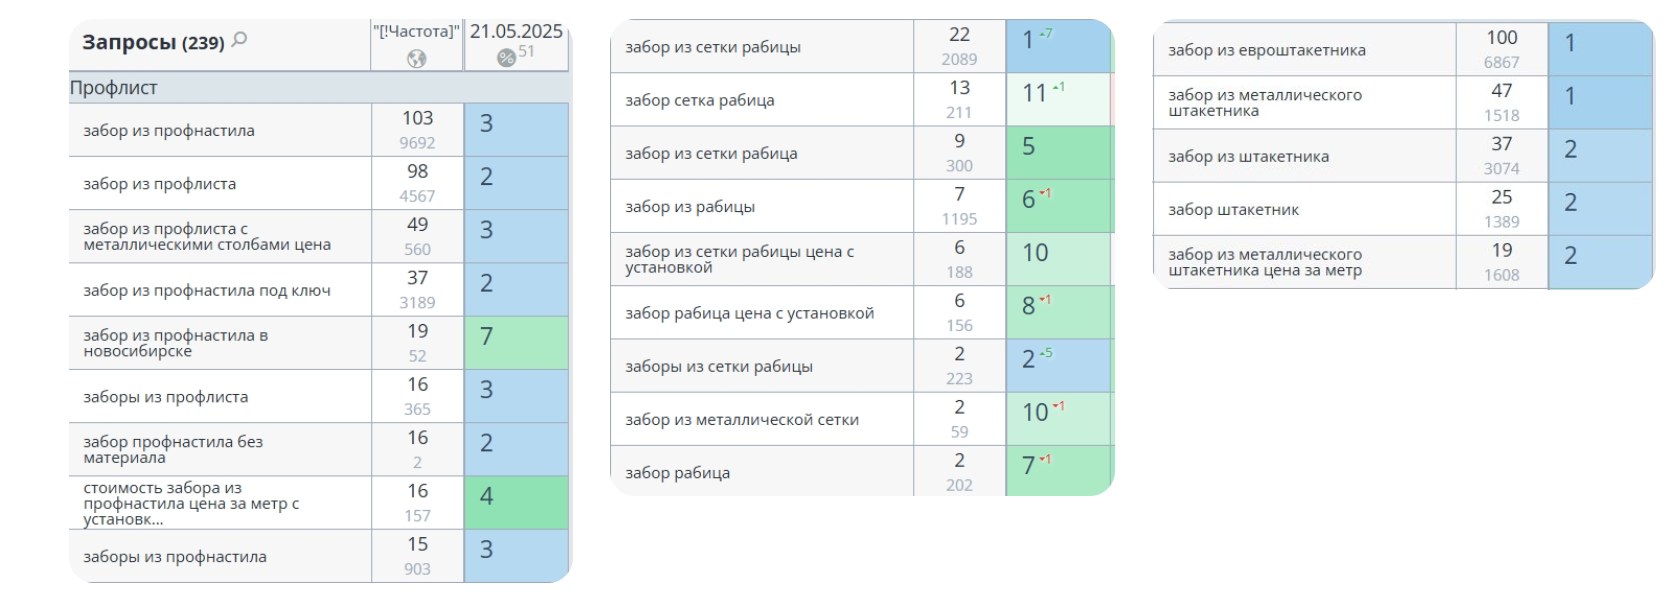 Запросы (239)
"[!Частота]"
21.05.2025
% 51
Профлист
забор из профнастила
103
9692
3
забор из профлиста
98
4567
2
забор из профлиста с
металлическими столбами цена
49
560
3
забор из профнастила под ключ
37
3189
2
забор из профнастила в
новосибирске
19
52
7
заборы из профлиста
16
365
3
забор профнастила без
материала
16
2
2
стоимость забора из
профнастила цена за метр с
установк...
16
157
4
заборы из профнастила
15
903
3
забор из сетки рабицы
22
2089
1 +7
забор сетка рабица
13
211
11 +1
забор из сетки рабица
9
300
5
забор из рабицы
7
1195
6 -1
забор из сетки рабицы цена с
установкой
6
188
10
забор рабица цена с установкой
6
156
8 -1
заборы из сетки рабицы
2
223
2 +5
забор из металлической сетки
2
59
10 -1
забор рабица
2
202
7 -1
забор из евроштакетника
100
6867
1
забор из металлического
штакетника
47
1518
1
забор из штакетника
37
3074
2
забор штакетник
25
1389
2
забор из металлического
штакетника цена за метр
19
1608
2